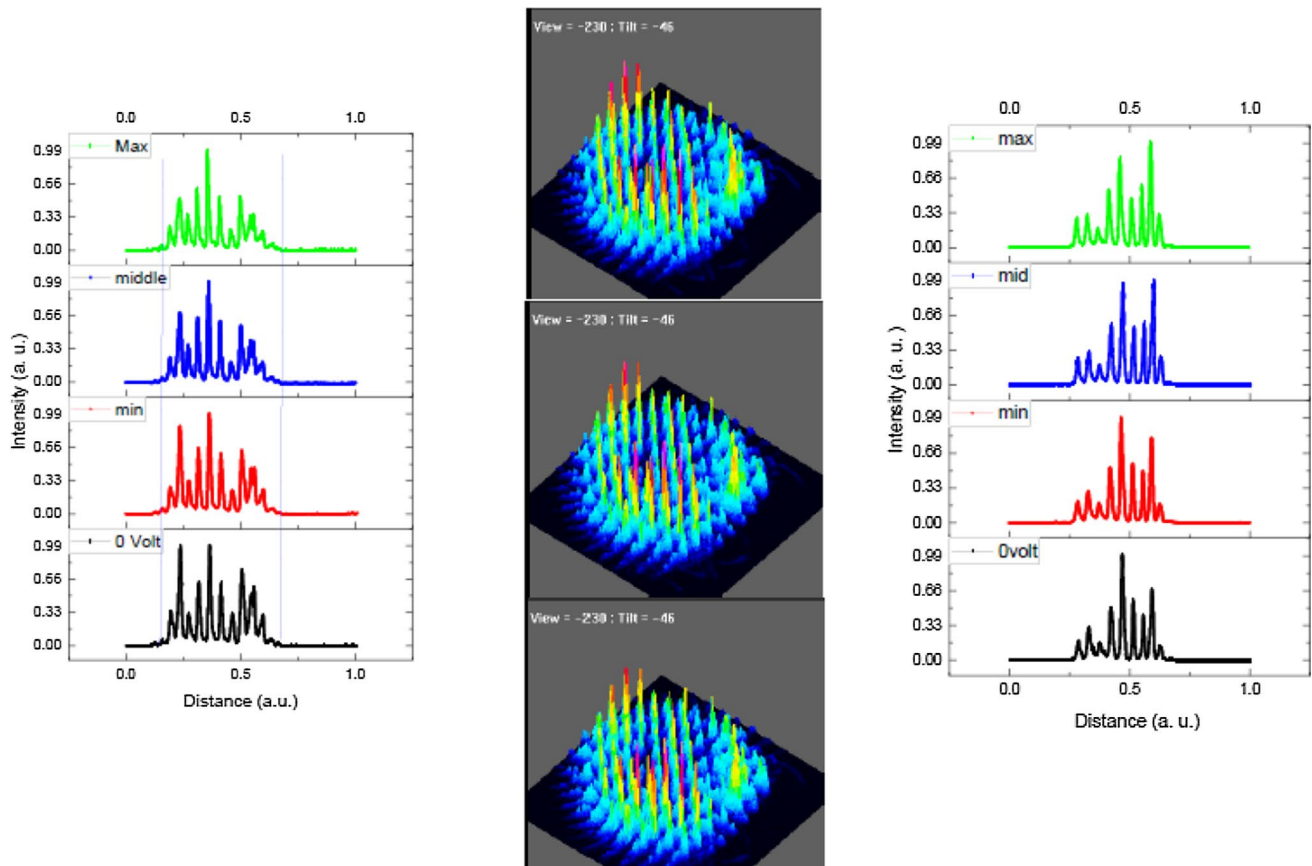 0.0 0.5 1.0
Max
0.99
0.66
0.33
0.00
middle
0.99
0.66
0.33
0.00
min
0.99
0.66
0.33
0.00
0 Volt
0.99
0.66
0.33
0.00
0.0 0.5 1.0
Intensity (a. u.)
Distance (a.u.)
View = -230 : Tilt = -46
View = -230 : Tilt = -46
View = -230 : Tilt = -46
0.0 0.5 1.0
max
0.99
0.66
0.33
0.00
mid
0.99
0.66
0.33
0.00
min
0.99
0.66
0.33
0.00
0volt
0.99
0.66
0.33
0.00
0.0 0.5 1.0
Intensity (a. u.)
Distance (a. u.)